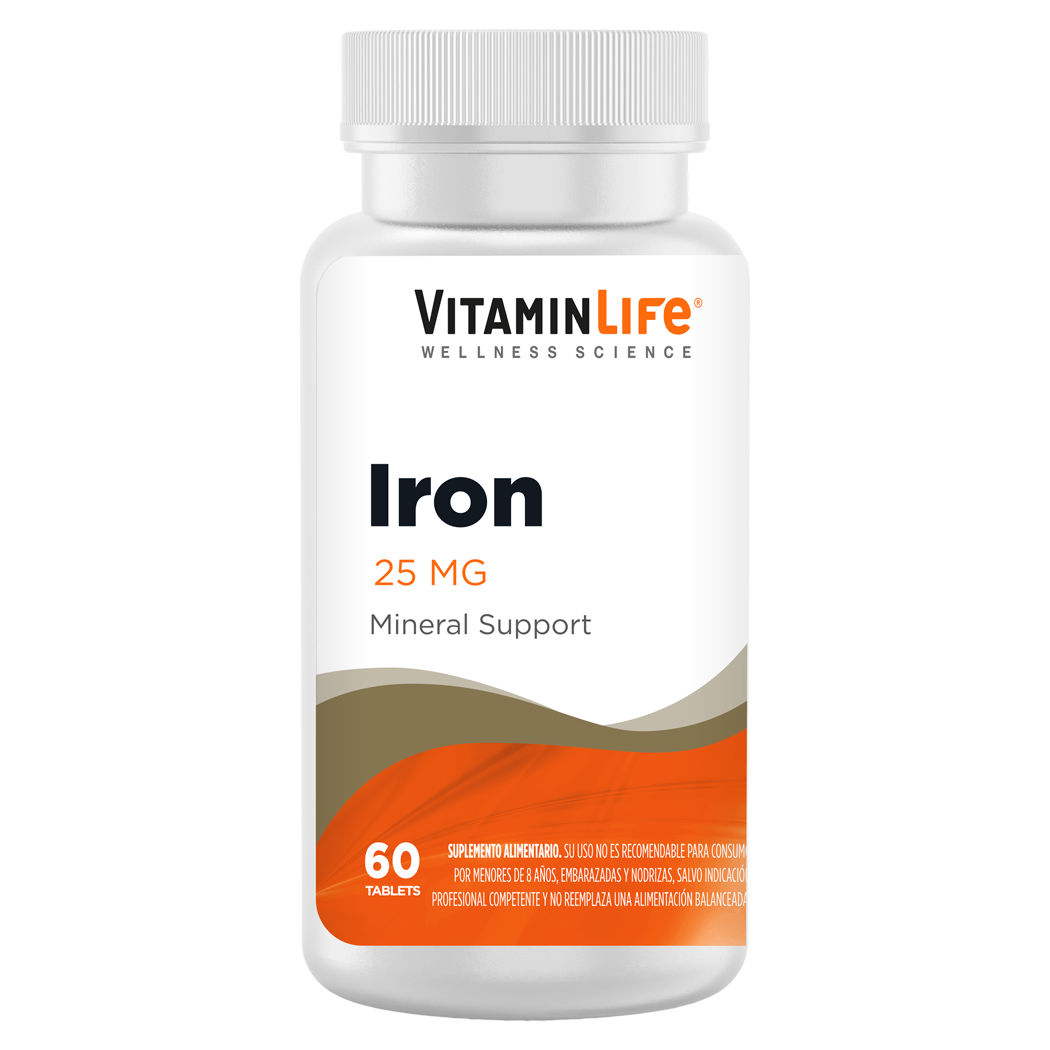 VITAMINLIFE®
WELLNESS SCIENCE
Iron
25 MG
Mineral Support
60
TABLETS
SUPLEMENTO ALIMENTARIO. SU USO NO ES RECOMENDABLE PARA CONSUMO
POR MENORES DE 8 AÑOS, EMBARAZADAS Y NODRIZAS, SALVO INDICACIÓN
PROFESIONAL COMPETENTE Y NO REEMPLAZA UNA ALIMENTACIÓN BALANCEADA.